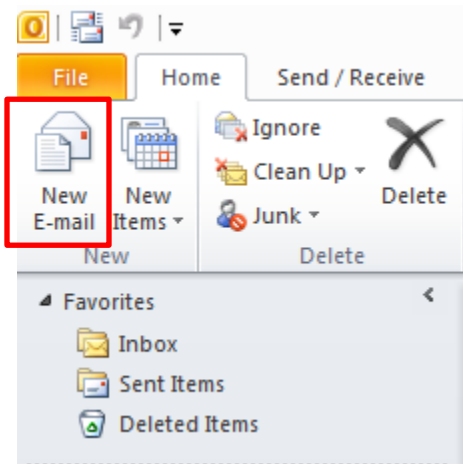 File Home Send / Receive
New E-mail
New Items
Ignore
Clean Up
Junk
Delete
New Delete
Favorites
Inbox
Sent Items
Deleted Items